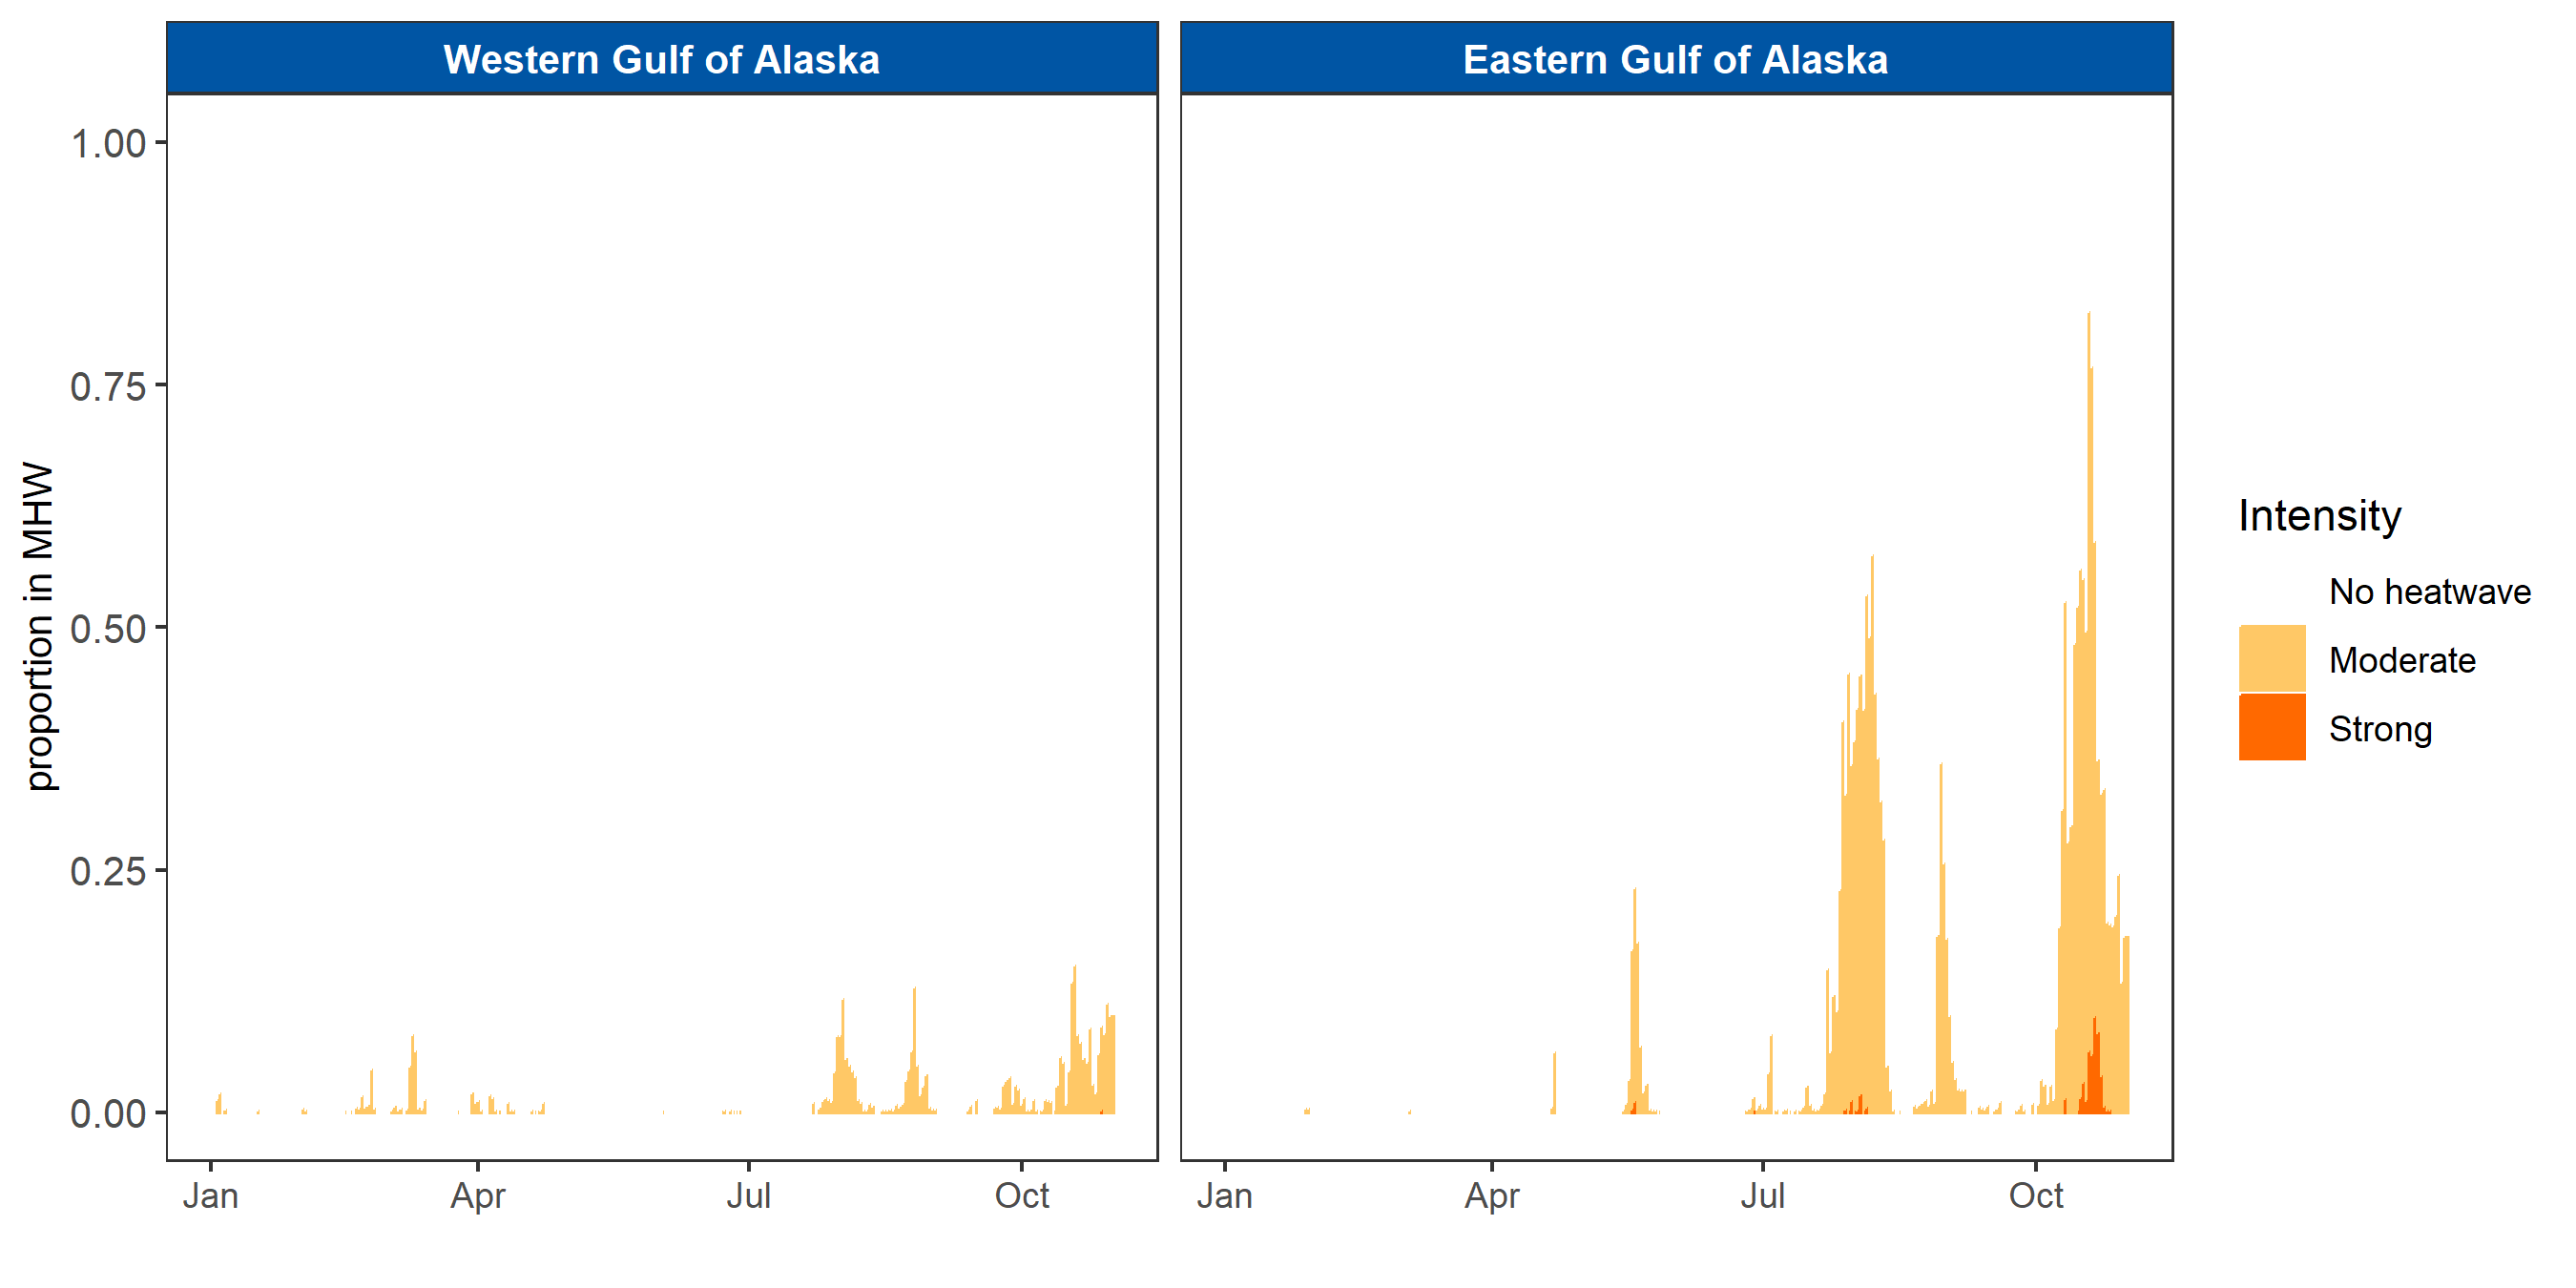 Western Gulf of Alaska
Eastern Gulf of Alaska
proportion in MHW
1.00
0.75
0.50
0.25
0.00
Jan Apr Jul Oct
Jan Apr Jul Oct
Intensity
No heatwave
Moderate
Strong